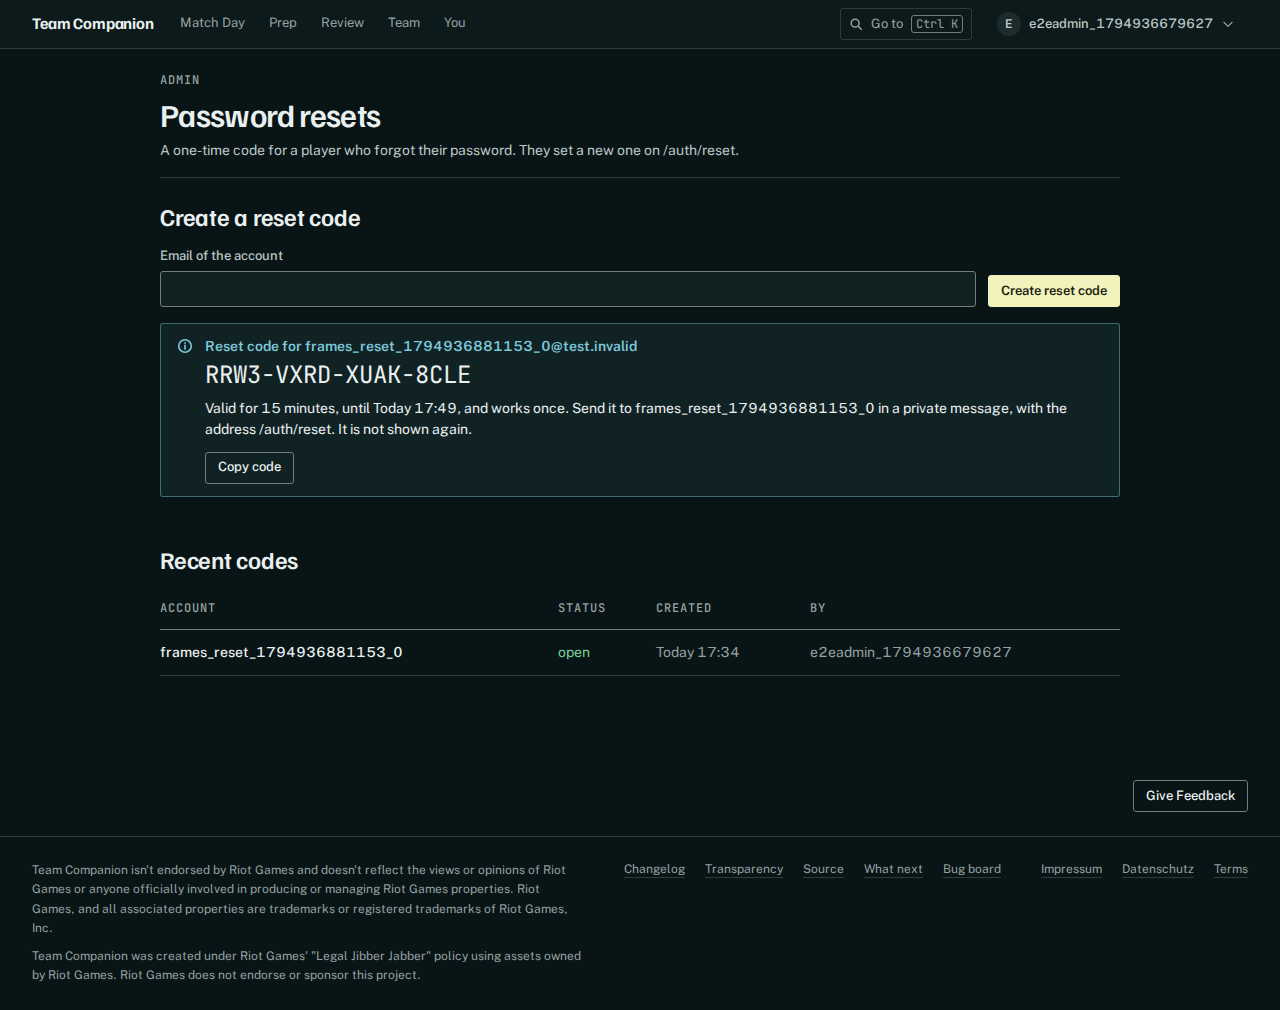 Team Companion Match Day Prep Review Team You Go to Ctrl K E e2eadmin_1794936679627
ADMIN
Password resets
A one-time code for a player who forgot their password. They set a new one on /auth/reset.
Create a reset code
Email of the account
Create reset code
Reset code for frames_reset_1794936881153_0@test.invalid
RRW3-VXRD-XUAK-8CLE
Valid for 15 minutes, until Today 17:49, and works once. Send it to frames_reset_1794936881153_0 in a private message, with the
address /auth/reset. It is not shown again.
Copy code
Recent codes
ACCOUNT STATUS CREATED BY
frames_reset_1794936881153_0 open Today 17:34 e2eadmin_1794936679627
Give Feedback
Team Companion isn't endorsed by Riot Games and doesn't reflect the views or opinions of Riot
Games or anyone officially involved in producing or managing Riot Games properties. Riot
Games, and all associated properties are trademarks or registered trademarks of Riot Games,
Inc.
Team Companion was created under Riot Games' "Legal Jibber Jabber" policy using assets owned
by Riot Games. Riot Games does not endorse or sponsor this project.
Changelog Transparency Source What next Bug board Impressum Datenschutz Terms